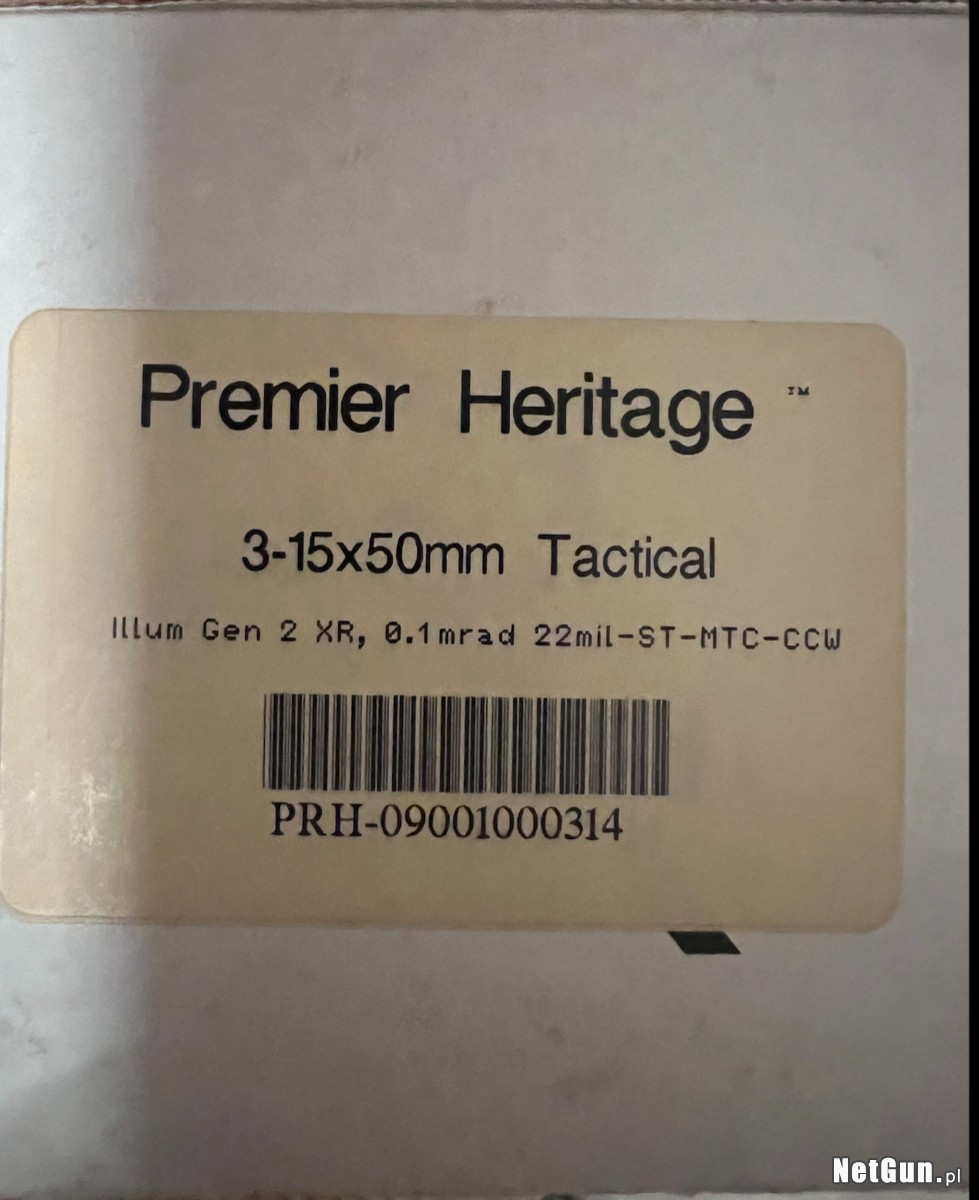 Premier Heritage ™
3-15x50mm Tactical
Illum Gen 2 XR, 0.1mrad 22mil-ST-MTC-CCW
PRH-09001000314
NetGun.pl